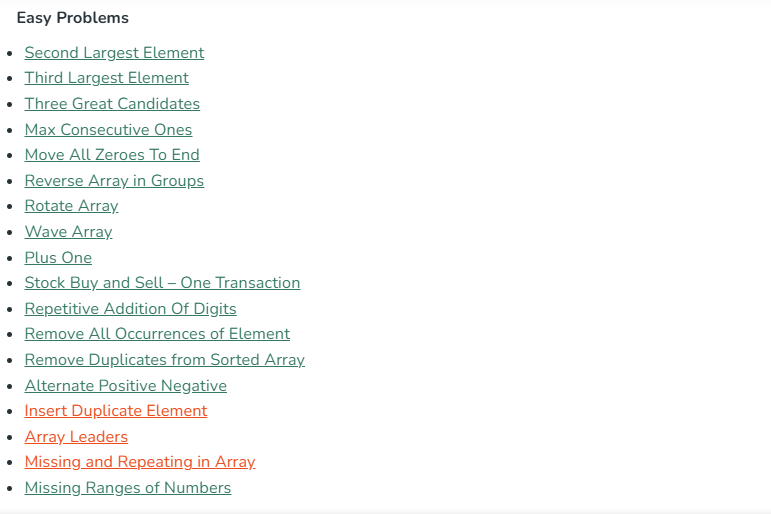 Easy Problems
Second Largest Element
Third Largest Element
Three Great Candidates
Max Consecutive Ones
Move All Zeroes To End
Reverse Array in Groups
Rotate Array
Wave Array
Plus One
Stock Buy and Sell – One Transaction
Repetitive Addition Of Digits
Remove All Occurrences of Element
Remove Duplicates from Sorted Array
Alternate Positive Negative
Insert Duplicate Element
Array Leaders
Missing and Repeating in Array
Missing Ranges of Numbers